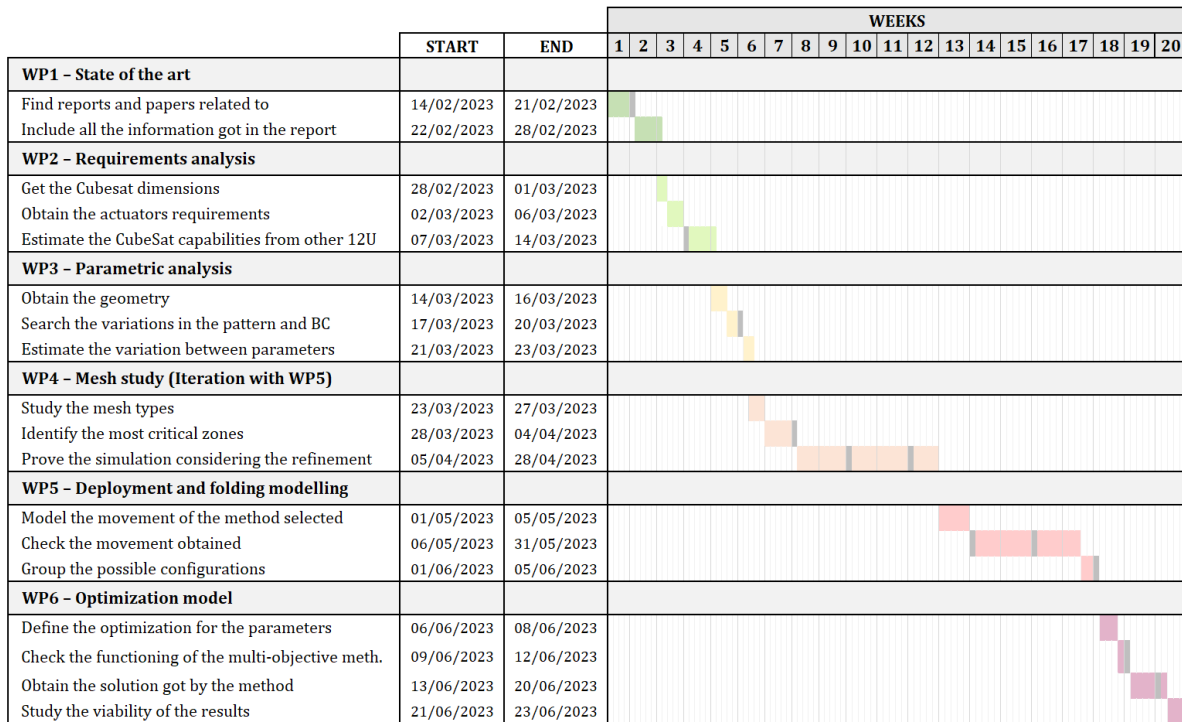 WEEKS
START END 1 2 3 4 5 6 7 8 9 10 11 12 13 14 15 16 17 18 19 20
WP1 – State of the art
Find reports and papers related to 14/02/2023 21/02/2023
Include all the information got in the report 22/02/2023 28/02/2023
WP2 – Requirements analysis
Get the Cubesat dimensions 28/02/2023 01/03/2023
Obtain the actuators requirements 02/03/2023 06/03/2023
Estimate the CubeSat capabilities from other 12U 07/03/2023 14/03/2023
WP3 – Parametric analysis
Obtain the geometry 14/03/2023 16/03/2023
Search the variations in the pattern and BC 17/03/2023 20/03/2023
Estimate the variation between parameters 21/03/2023 23/03/2023
WP4 – Mesh study (Iteration with WP5)
Study the mesh types 23/03/2023 27/03/2023
Identify the most critical zones 28/03/2023 04/04/2023
Prove the simulation considering the refinement 05/04/2023 28/04/2023
WP5 – Deployment and folding modelling
Model the movement of the method selected 01/05/2023 05/05/2023
Check the movement obtained 06/05/2023 31/05/2023
Group the possible configurations 01/06/2023 05/06/2023
WP6 – Optimization model
Define the optimization for the parameters 06/06/2023 08/06/2023
Check the functioning of the multi-objective meth. 09/06/2023 12/06/2023
Obtain the solution got by the method 13/06/2023 20/06/2023
Study the viability of the results 21/06/2023 23/06/2023